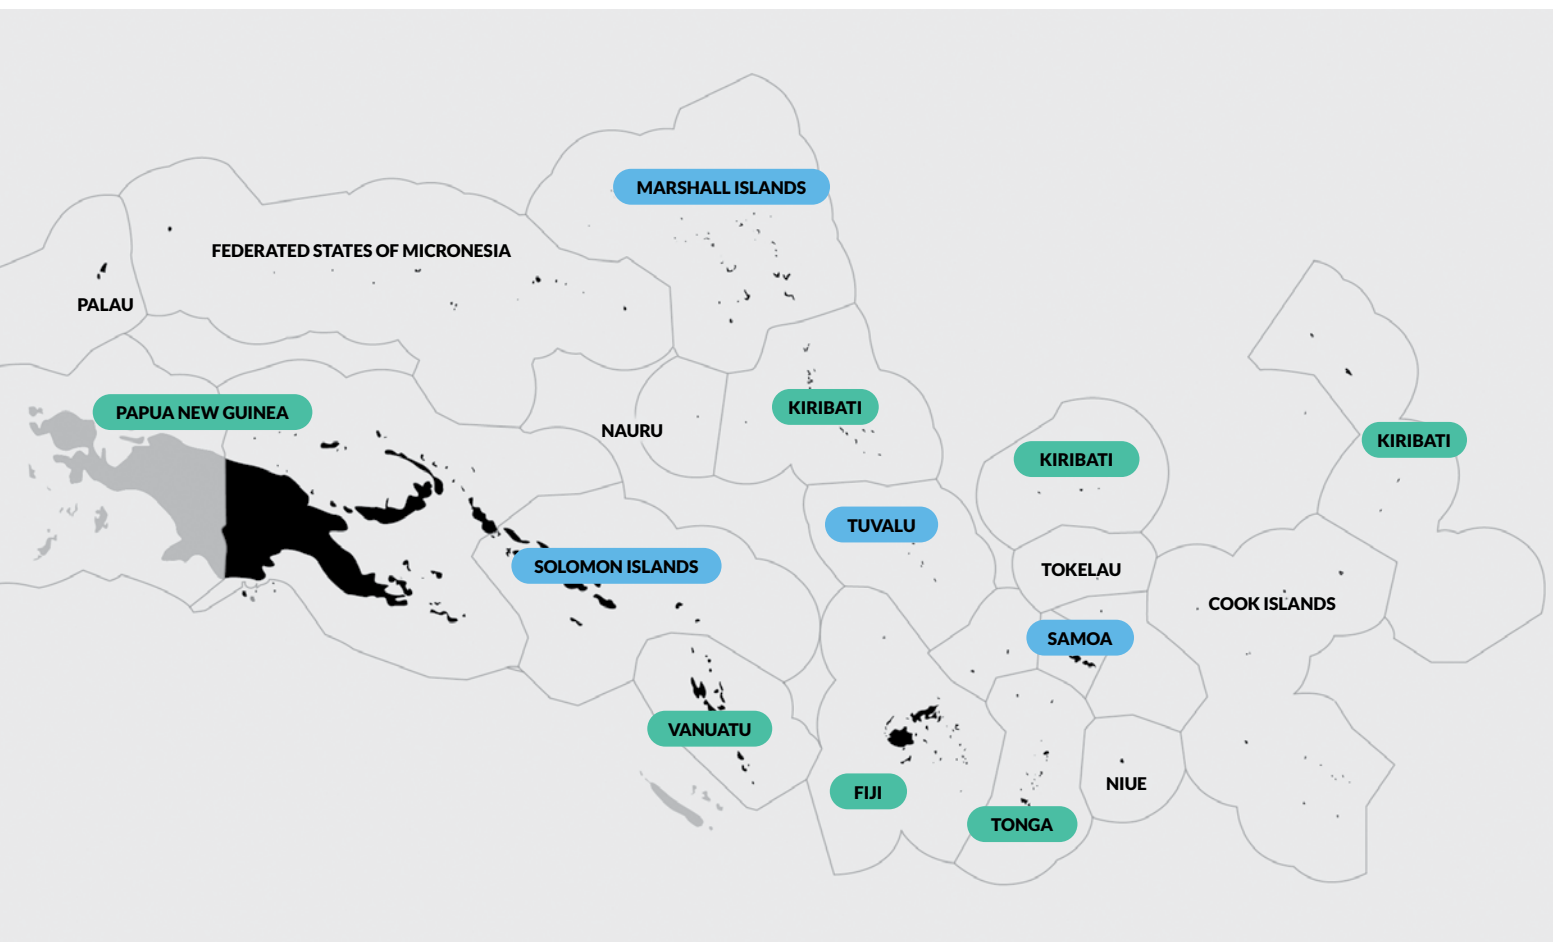 MARSHALL ISLANDS
FEDERATED STATES OF MICRONESIA
PALAU
PAPUA NEW GUINEA
KIRIBATI
NAURU
KIRIBATI
KIRIBATI
TUVALU
SOLOMON ISLANDS
TOKELAU
COOK ISLANDS
SAMOA
VANUATU
NIUE
FIJI
TONGA